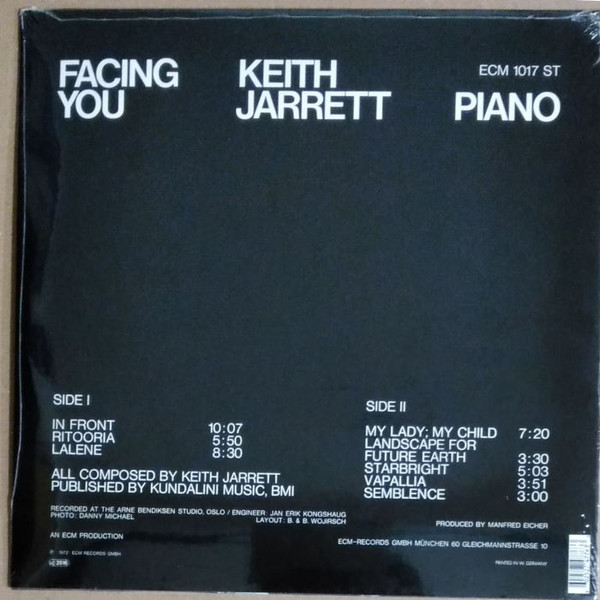 FACING YOU
KEITH JARRETT
ECM 1017 ST
PIANO
SIDE I
IN FRONT 10:07
RITOORIA 5:50
LALENE 8:30
ALL COMPOSED BY KEITH JARRETT
PUBLISHED BY KUNDALINI MUSIC, BMI
SIDE II
MY LADY; MY CHILD 7:20
LANDSCAPE FOR
FUTURE EARTH 3:30
STARBRIGHT 5:03
VAPALLIA 3:51
SEMBLENCE 3:00
RECORDED AT THE ARNE BENDIKSEN STUDIO, OSLO / ENGINEER: JAN ERIK KONGSHAUG
PHOTO: DANNY MICHAEL LAYOUT: B. & B. WOJIRSCH
PRODUCED BY MANFRED EICHER
AN ECM PRODUCTION
ECM-RECORDS GMBH MÜNCHEN 60 GLEICHMANNSTRASSE 10
Ⓟ 1972 ECM RECORDS GMBH
PRINTED IN W. GERMANY